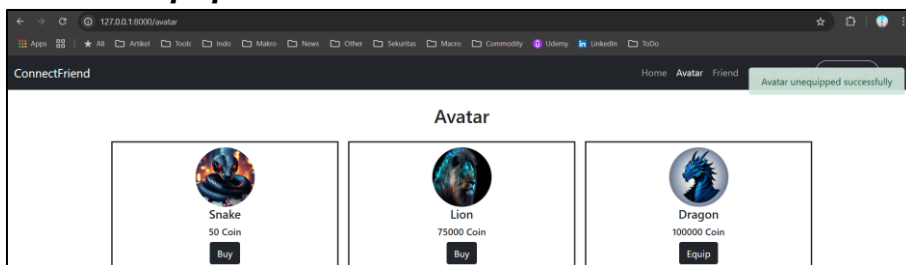 127.0.0.1:8000/avatar
Apps All Artikel Tools Indo Makro News Other Sekuritas Macro Commodity Udemy LinkedIn ToDo
ConnectFriend Home Avatar Friend
Avatar unequipped successfully
Avatar
Snake Lion Dragon
50 Coin 75000 Coin 100000 Coin
Buy Buy Equip